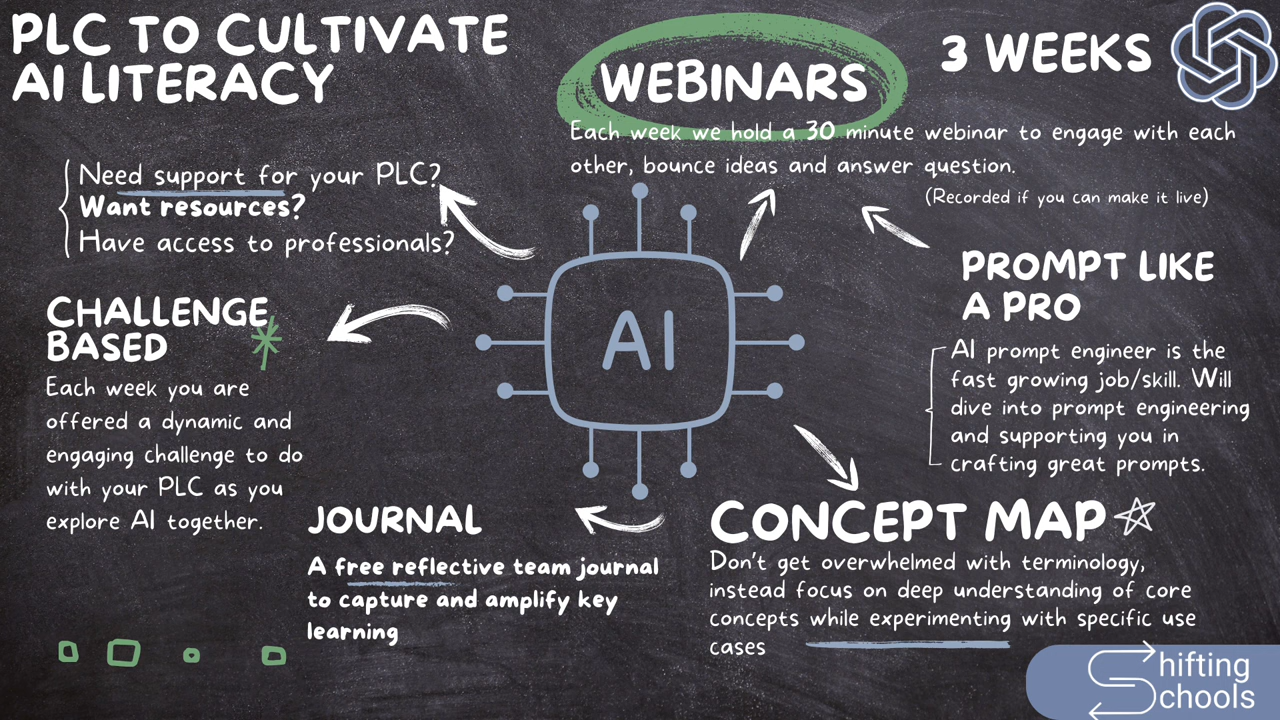 PLC TO CULTIVATE
AI LITERACY
WEBINARS
3 WEEKS
Each week we hold a 30 minute webinar to engage with each
other, bounce ideas and answer question.
(Recorded if you can make it live)
Need support for your PLC?
Want resources?
Have access to professionals?
CHALLENGE
BASED
Each week you are
offered a dynamic and
engaging challenge to do
with your PLC as you
explore AI together.
AI
PROMPT LIKE
A PRO
AI prompt engineer is the
fast growing job/skill. Will
dive into prompt engineering
and supporting you in
crafting great prompts.
JOURNAL
A free reflective team journal
to capture and amplify key
learning
CONCEPT MAP
Don't get overwhelmed with terminology,
instead focus on deep understanding of core
concepts while experimenting with specific use
cases
Shifting
Schools